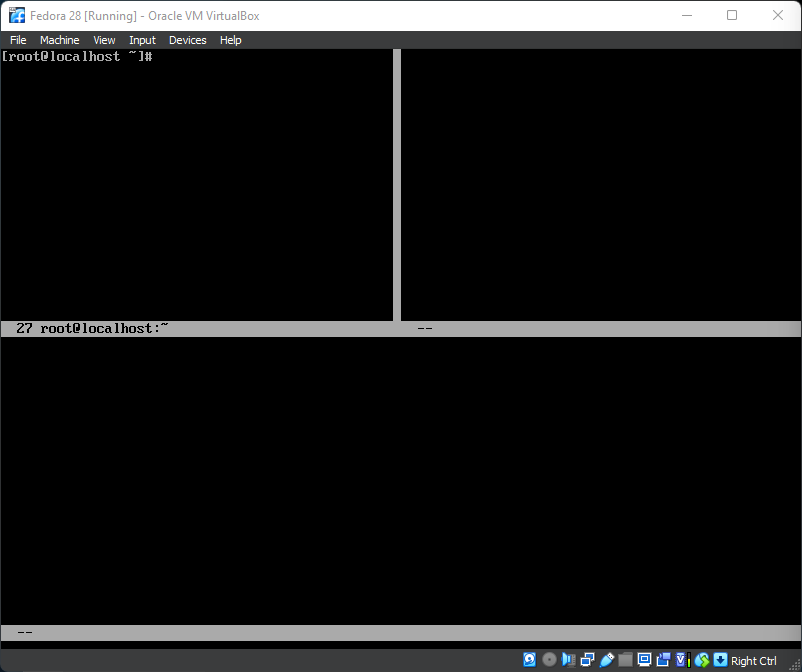 Fedora 28 [Running] - Oracle VM VirtualBox
File Machine View Input Devices Help
[root@localhost ~]#
27 root@localhost:~
--
--
Right Ctrl